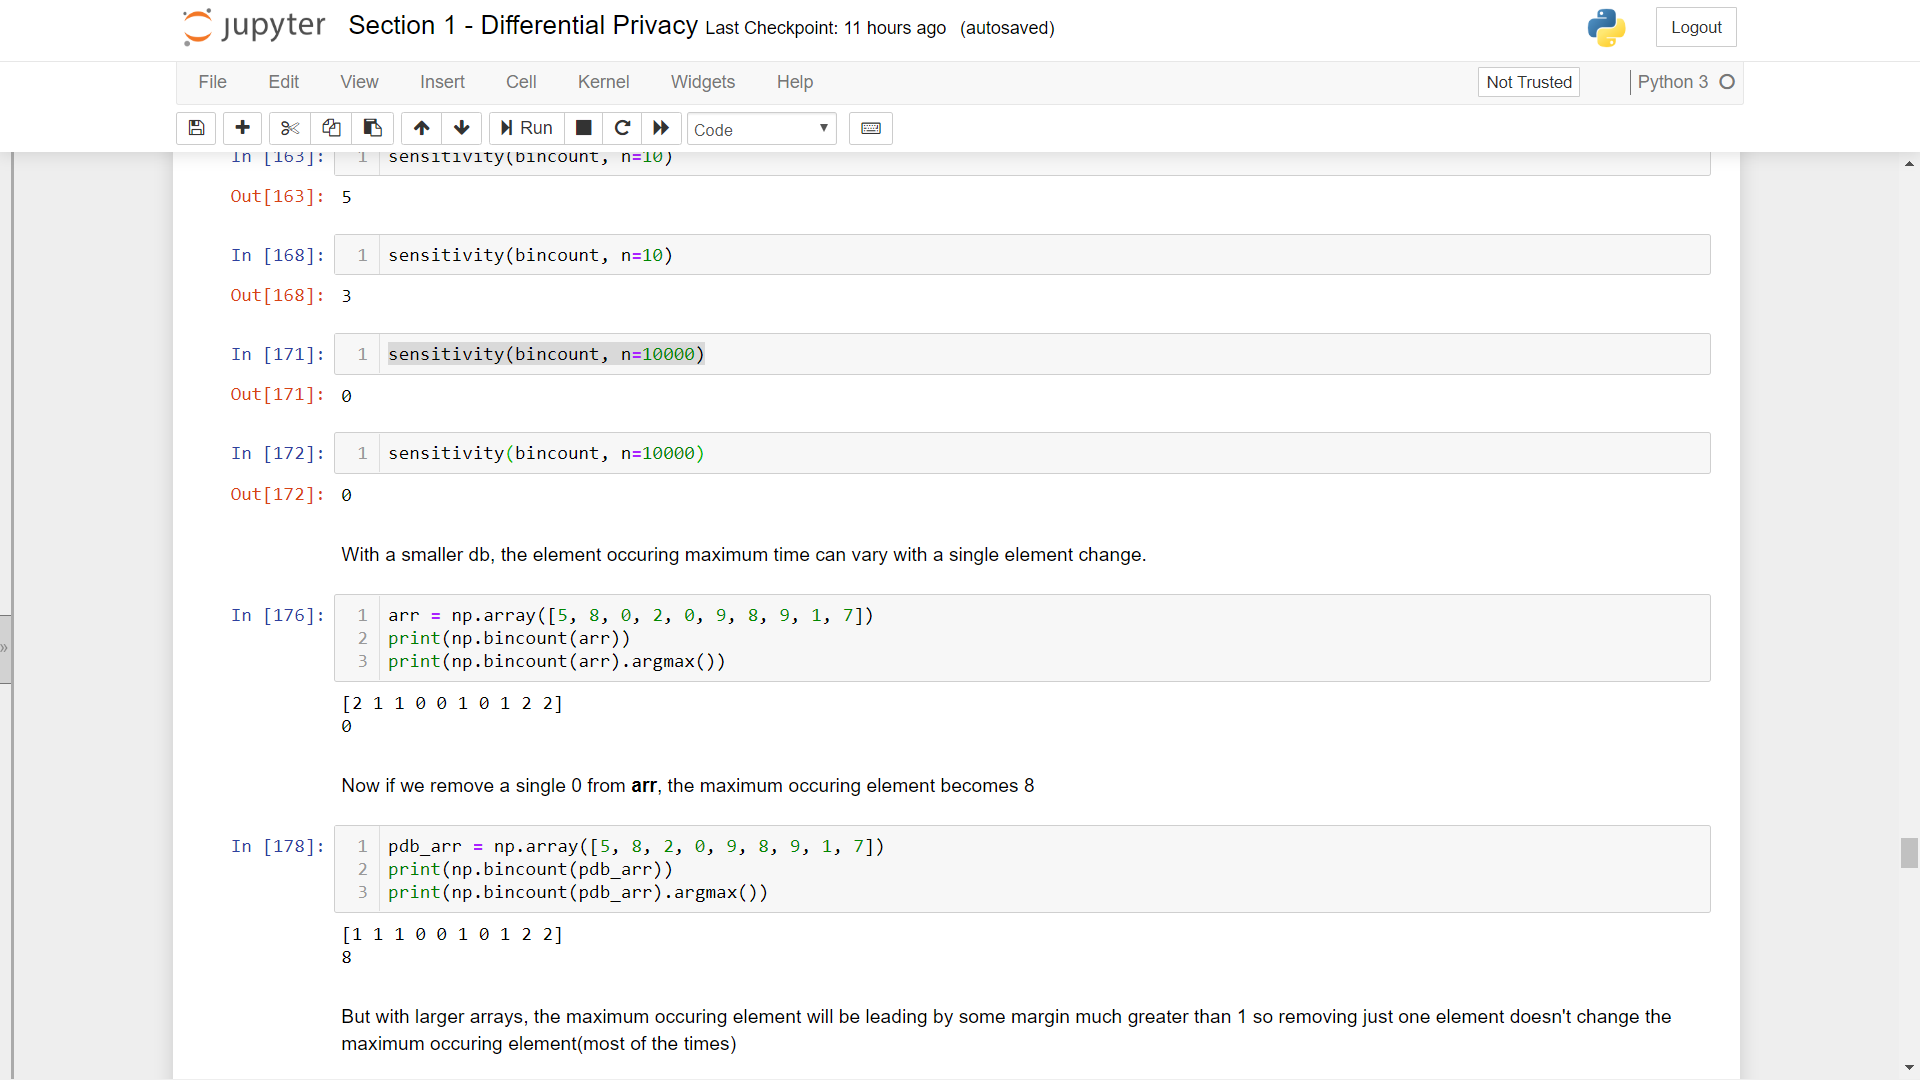 jupyter Section 1 - Differential Privacy Last Checkpoint: 11 hours ago (autosaved) Logout
File Edit View Insert Cell Kernel Widgets Help Not Trusted Python 3
Run Code
In [163]: 1 sensitivity(bincount, n=10)
Out[163]: 5
In [168]: 1 sensitivity(bincount, n=10)
Out[168]: 3
In [171]: 1 sensitivity(bincount, n=10000)
Out[171]: 0
In [172]: 1 sensitivity(bincount, n=10000)
Out[172]: 0
With a smaller db, the element occuring maximum time can vary with a single element change.
In [176]: 1 arr = np.array([5, 8, 0, 2, 0, 9, 8, 9, 1, 7])
2 print(np.bincount(arr))
3 print(np.bincount(arr).argmax())
[2 1 1 0 0 1 0 1 2 2]
0
Now if we remove a single 0 from arr, the maximum occuring element becomes 8
In [178]: 1 pdb_arr = np.array([5, 8, 2, 0, 9, 8, 9, 1, 7])
2 print(np.bincount(pdb_arr))
3 print(np.bincount(pdb_arr).argmax())
[1 1 1 0 0 1 0 1 2 2]
8
But with larger arrays, the maximum occuring element will be leading by some margin much greater than 1 so removing just one element doesn't change the
maximum occuring element(most of the times)